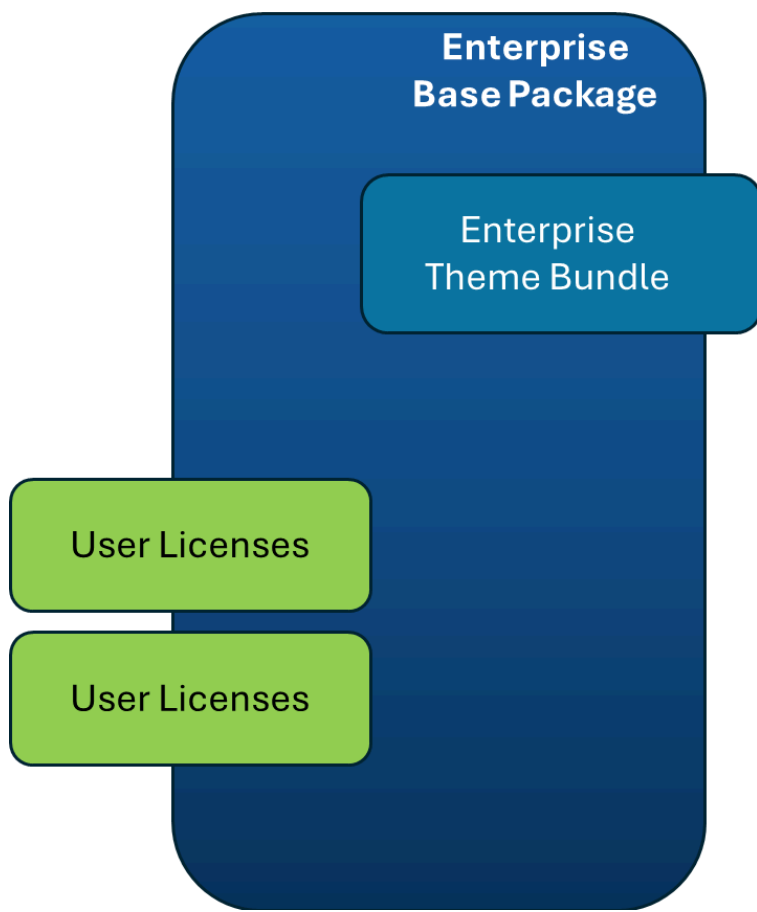 Enterprise
Base Package
Enterprise
Theme Bundle
User Licenses
User Licenses